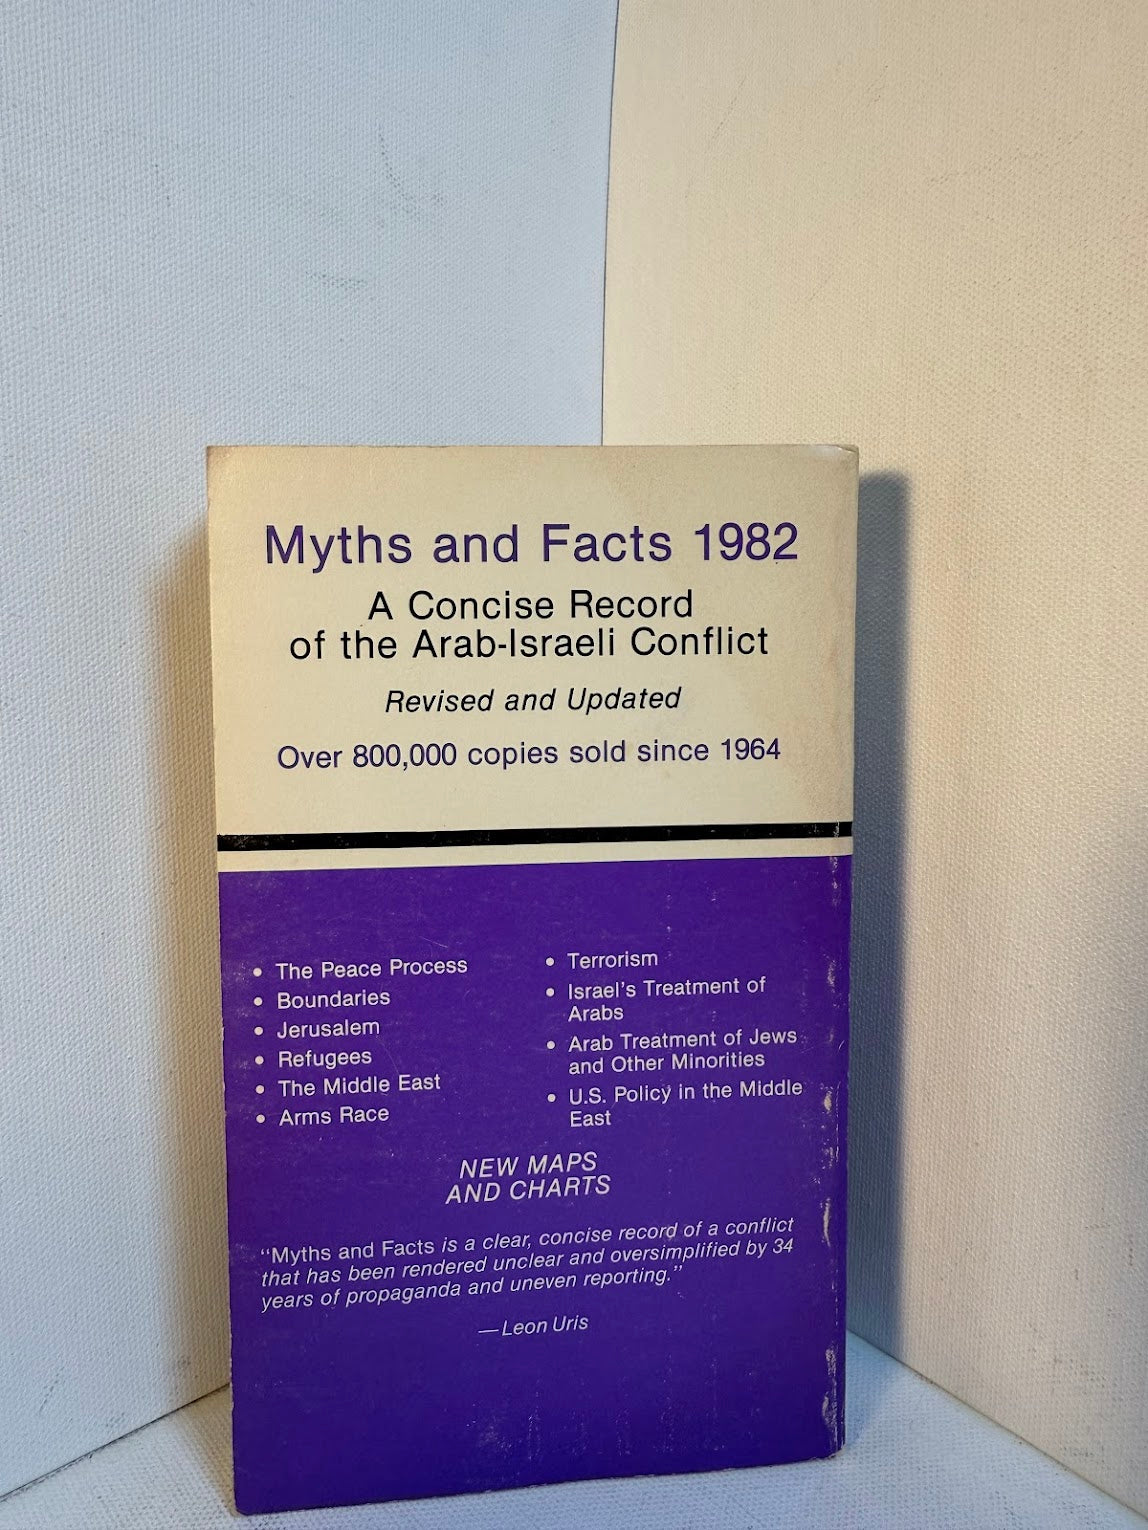 Myths and Facts 1982
A Concise Record
of the Arab-Israeli Conflict
Revised and Updated
Over 800,000 copies sold since 1964
• The Peace Process
• Boundaries
• Jerusalem
• Refugees
• The Middle East
• Arms Race
• Terrorism
• Israel's Treatment of
Arabs
• Arab Treatment of Jews
and Other Minorities
• U.S. Policy in the Middle
East
NEW MAPS
AND CHARTS
“Myths and Facts is a clear, concise record of a conflict
that has been rendered unclear and oversimplified by 34
years of propaganda and uneven reporting.”
—Leon Uris